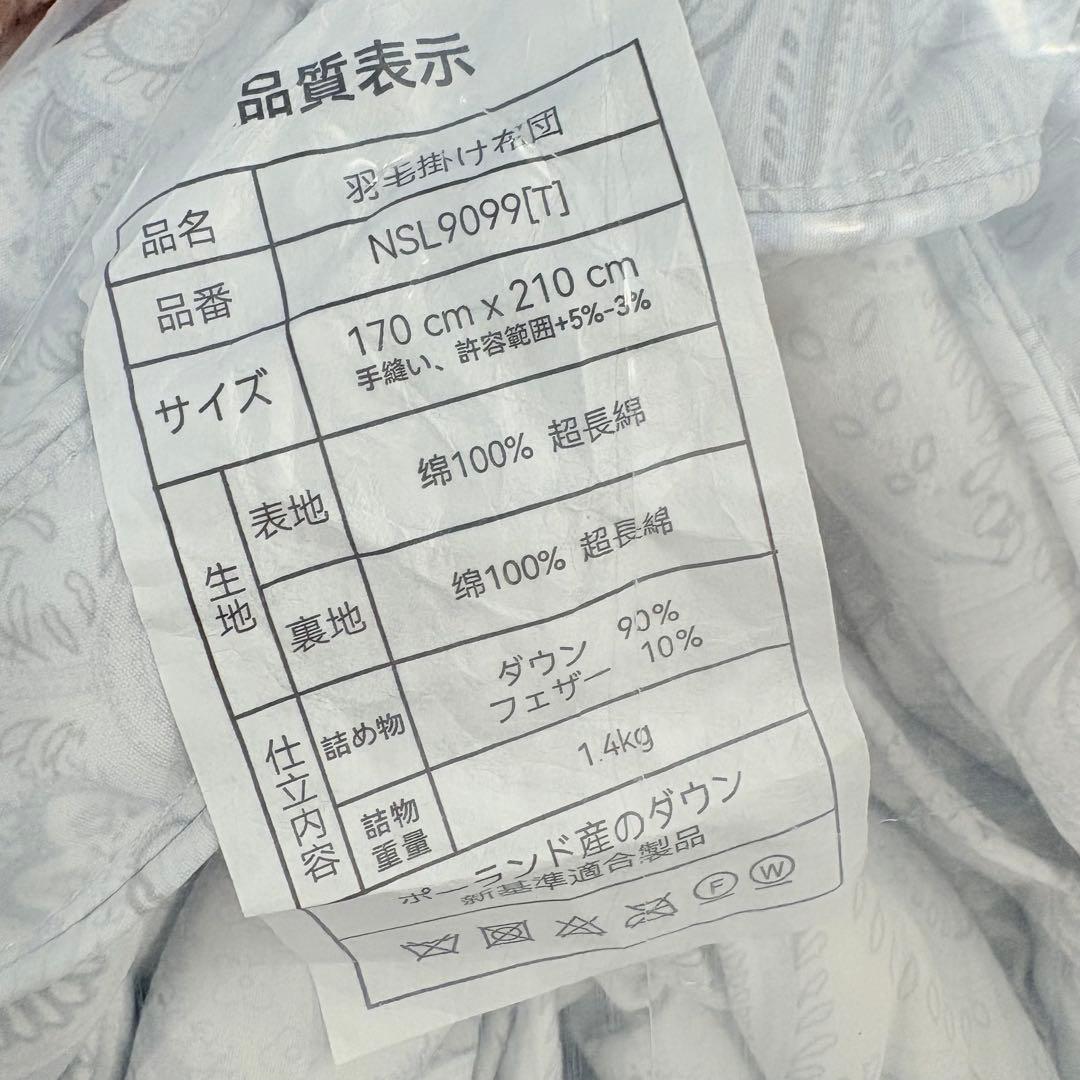 品質表示
品名 羽毛掛け布団
品番 NSL9099[T]
サイズ 170 cm x 210 cm
手縫い、許容範囲+5%-3%
生地 表地 绵100% 超長綿
裏地 绵100% 超長綿
仕立内容 詰め物 ダウン 90%
フェザー 10%
詰物重量 1.4kg
ポーランド産のダウン
新基準適合製品
F W